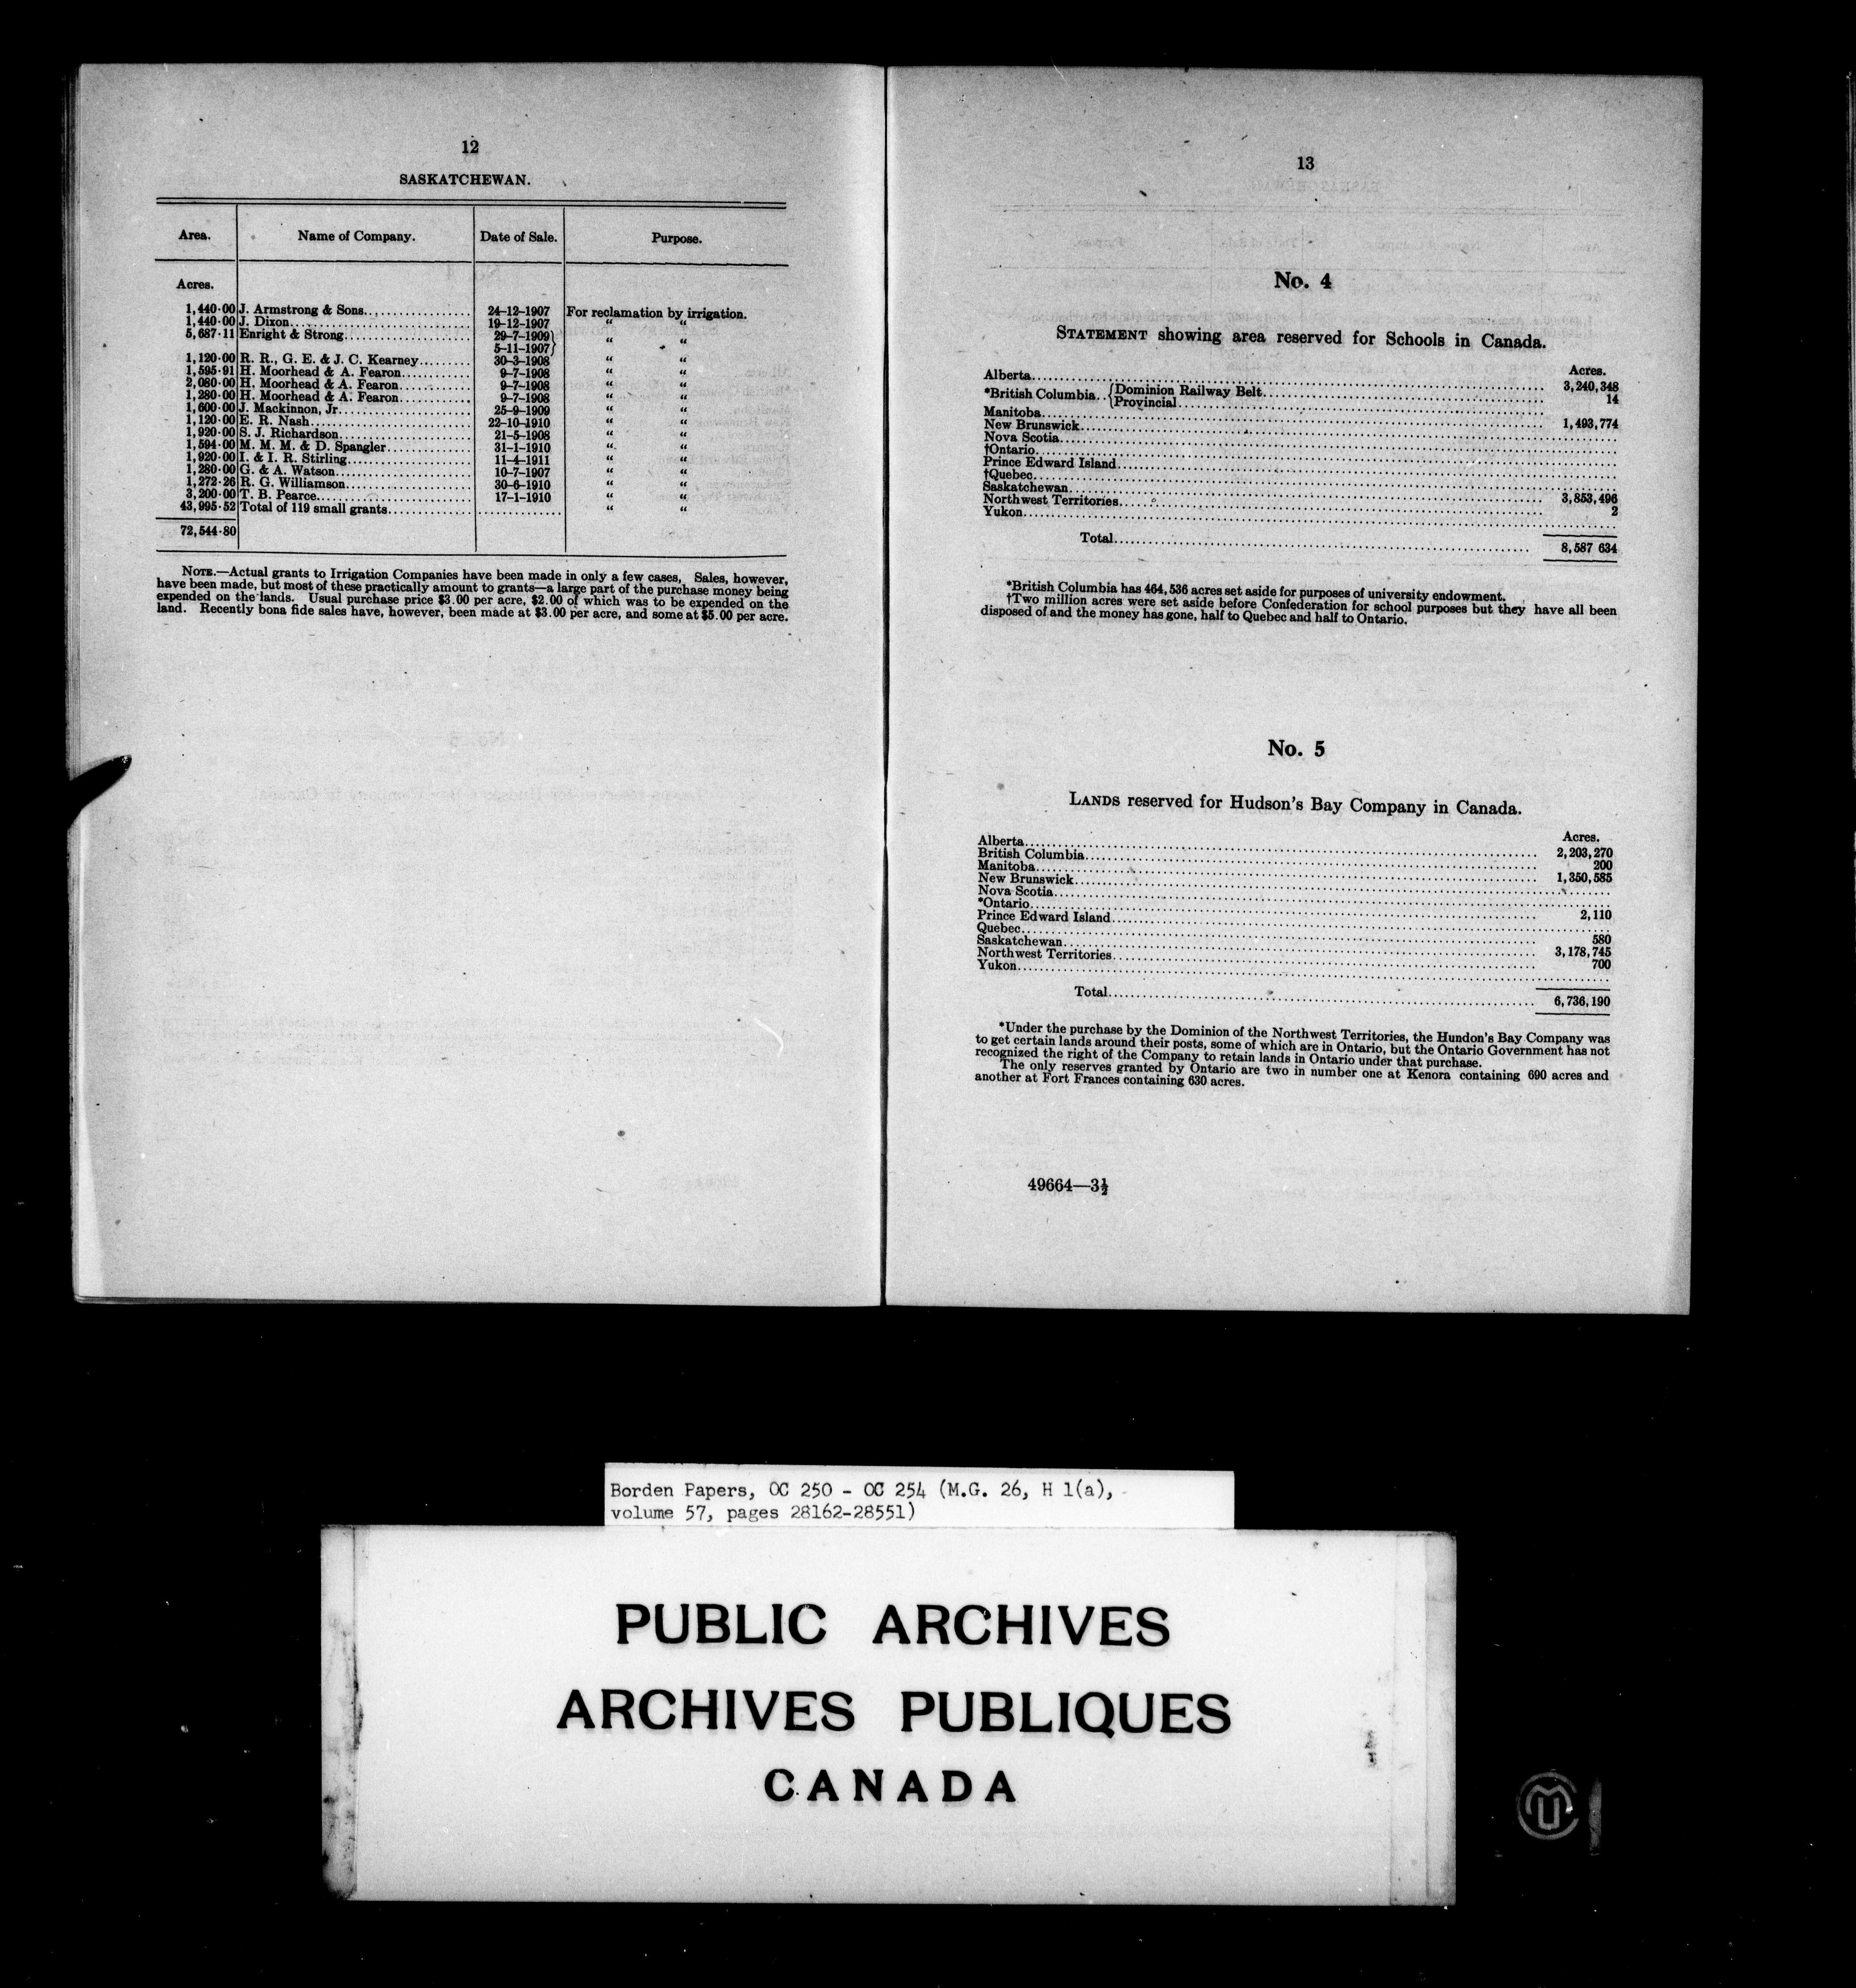 12
SASKATCHEWAN.
Area. Name of Company. Date of Sale. Purpose.
Acres.
1,440·00 J. Armstrong & Sons 24–12–1907 For reclamation by irrigation.
1,440·00 J. Dixon 19–12–1907 “ “
5,687·11 Enright & Strong 29–7–1909} “ “
5–11–1907}
1,120·00 R. R., G. E. & J. C. Kearney 30–3–1908 “ “
1,595·91 H. Moorhead & A. Fearon 9–7–1908 “ “
2,080·00 H. Moorhead & A. Fearon 9–7–1908 “ “
1,280·00 H. Moorhead & A. Fearon 9–7–1908 “ “
1,600·00 J. Mackinnon, Jr 25–9–1909 “ “
1,120·00 E. R. Nash 22–10–1910 “ “
1,920·00 S. J. Richardson 21–5–1908 “ “
1,594·00 M. M. M. & D. Spangler 31–1–1910 “ “
1,920·00 I. & I. R. Stirling 11–4–1911 “ “
1,280·00 G. & A. Watson 10–7–1907 “ “
1,272·26 R. G. Williamson 30–6–1910 “ “
3,200·00 T. B. Pearce 17–1–1910 “ “
43,995·52 Total of 119 small grants “ “
72,544·80
NOTE.—Actual grants to Irrigation Companies have been made in only a few cases, Sales, however,
have been made, but most of these practically amount to grants—a large part of the purchase money being
expended on the lands. Usual purchase price $3.00 per acre, $2.00 of which was to be expended on the
land. Recently bona fide sales have, however, been made at $3.00 per acre, and some at $5.00 per acre.
13
No. 4
STATEMENT showing area reserved for Schools in Canada.
Acres.
Alberta 3,240,348
*British Columbia {Dominion Railway Belt 14
{Provincial
Manitoba 1,493,774
New Brunswick
Nova Scotia
†Ontario
Prince Edward Island
†Quebec
Saskatchewan 3,853,496
Northwest Territories 2
Yukon
Total 8,587 634
*British Columbia has 464,536 acres set aside for purposes of university endowment.
†Two million acres were set aside before Confederation for school purposes but they have all been
disposed of and the money has gone, half to Quebec and half to Ontario.
No. 5
LANDS reserved for Hudson's Bay Company in Canada.
Acres.
Alberta 2,203,270
British Columbia 200
Manitoba 1,350,585
New Brunswick
Nova Scotia
*Ontario 2,110
Prince Edward Island
Quebec 580
Saskatchewan 3,178,745
Northwest Territories 700
Yukon
Total 6,736,190
*Under the purchase by the Dominion of the Northwest Territories, the Hundon's Bay Company was
to get certain lands around their posts, some of which are in Ontario, but the Ontario Government has not
recognized the right of the Company to retain lands in Ontario under that purchase.
The only reserves granted by Ontario are two in number one at Kenora containing 690 acres and
another at Fort Frances containing 630 acres.
49664—3½
Borden Papers, OC 250 - OC 254 (M.G. 26, H 1(a),
volume 57, pages 28162-28551)
PUBLIC ARCHIVES
ARCHIVES PUBLIQUES
CANADA